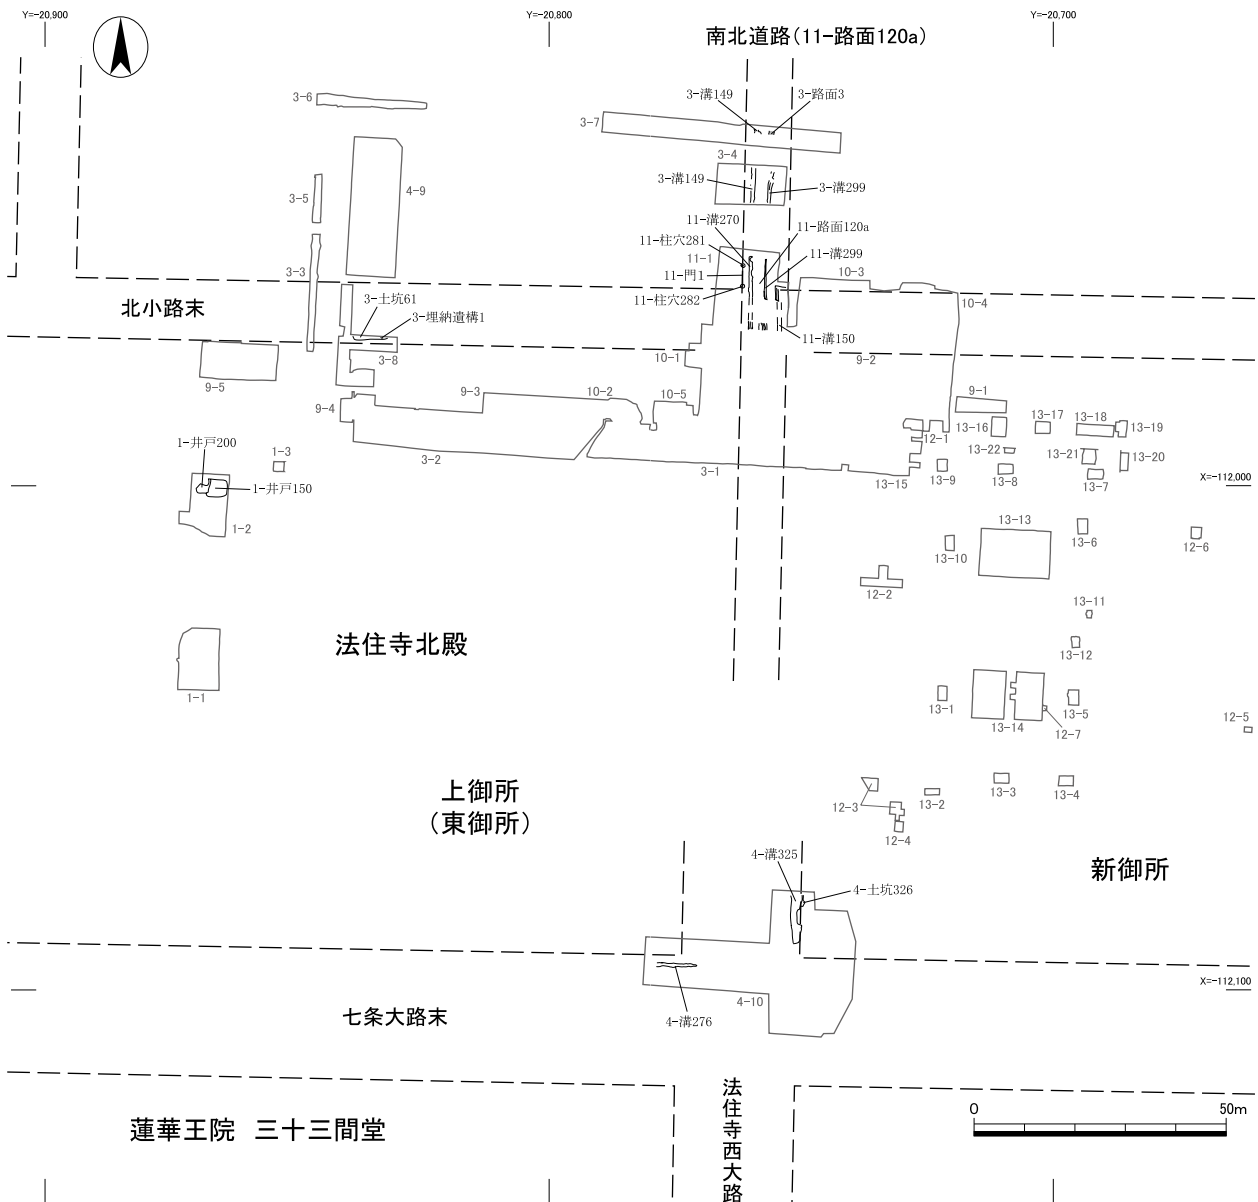 Y=-20,900
Y=-20,800
Y=-20,700
南北道路(11-路面120a)
3-6
3-溝149
3-路面3
3-7
3-4
3-5
4-9
3-溝149
3-溝299
11-溝270
11-路面120a
11-柱穴281
11-溝299
11-1
3-3
11-門1
10-3
3-土坑61
11-柱穴282
10-4
北小路末
3-埋納遺構1
11-溝150
3-8
10-1
9-2
9-5
9-3
10-2
10-5
9-1
9-4
13-17
13-18
13-16
13-19
1-井戸200
1-3
12-1
13-22
13-21
13-20
3-2
3-1
13-15
13-9
13-8
13-7
X=-112,000
1-井戸150
1-2
13-13
13-6
12-6
13-10
12-2
13-11
法住寺北殿
13-12
1-1
13-1
13-14
13-5
12-7
12-5
上御所
(東御所)
12-3
13-2
13-3
13-4
12-4
4-溝325
新御所
4-土坑326
X=-112,100
4-10
七条大路末
4-溝276
法住寺西大路
蓮華王院 三十三間堂
0
50m